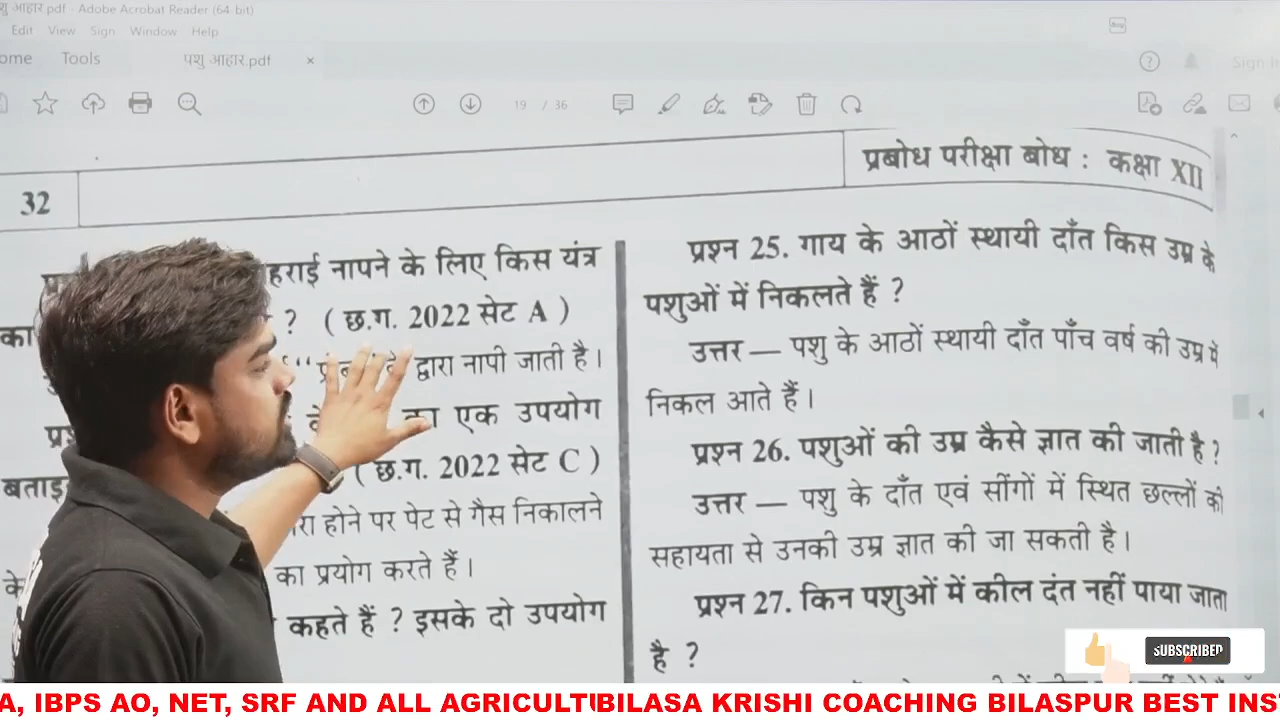 शु आहार.pdf - Adobe Acrobat Reader (64 bit)
Edit View Sign Window Help
ome Tools पशु आहार.pdf ×
19 / 36
Sign I
32
प्रबोध परीक्षा बोध : कक्षा XII
हराई नापने के लिए किस यंत्र
का ? ( छ.ग. 2022 सेट A )
द्वारा नापी जाती है।
का एक उपयोग
बताइ ( छ.ग. 2022 सेट C )
रा होने पर पेट से गैस निकालने
के का प्रयोग करते हैं।
कहते हैं ? इसके दो उपयोग
प्रश्न 25. गाय के आठों स्थायी दाँत किस उम्र के
पशुओं में निकलते हैं ?
उत्तर — पशु के आठों स्थायी दाँत पाँच वर्ष की उम्र में
निकल आते हैं।
प्रश्न 26. पशुओं की उम्र कैसे ज्ञात की जाती है ?
उत्तर — पशु के दाँत एवं सींगों में स्थित छल्लों की
सहायता से उनकी उम्र ज्ञात की जा सकती है।
प्रश्न 27. किन पशुओं में कील दंत नहीं पाया जाता
है ?
SUBSCRIBED
A, IBPS AO, NET, SRF AND ALL AGRICULT BILASA KRISHI COACHING BILASPUR BEST INS